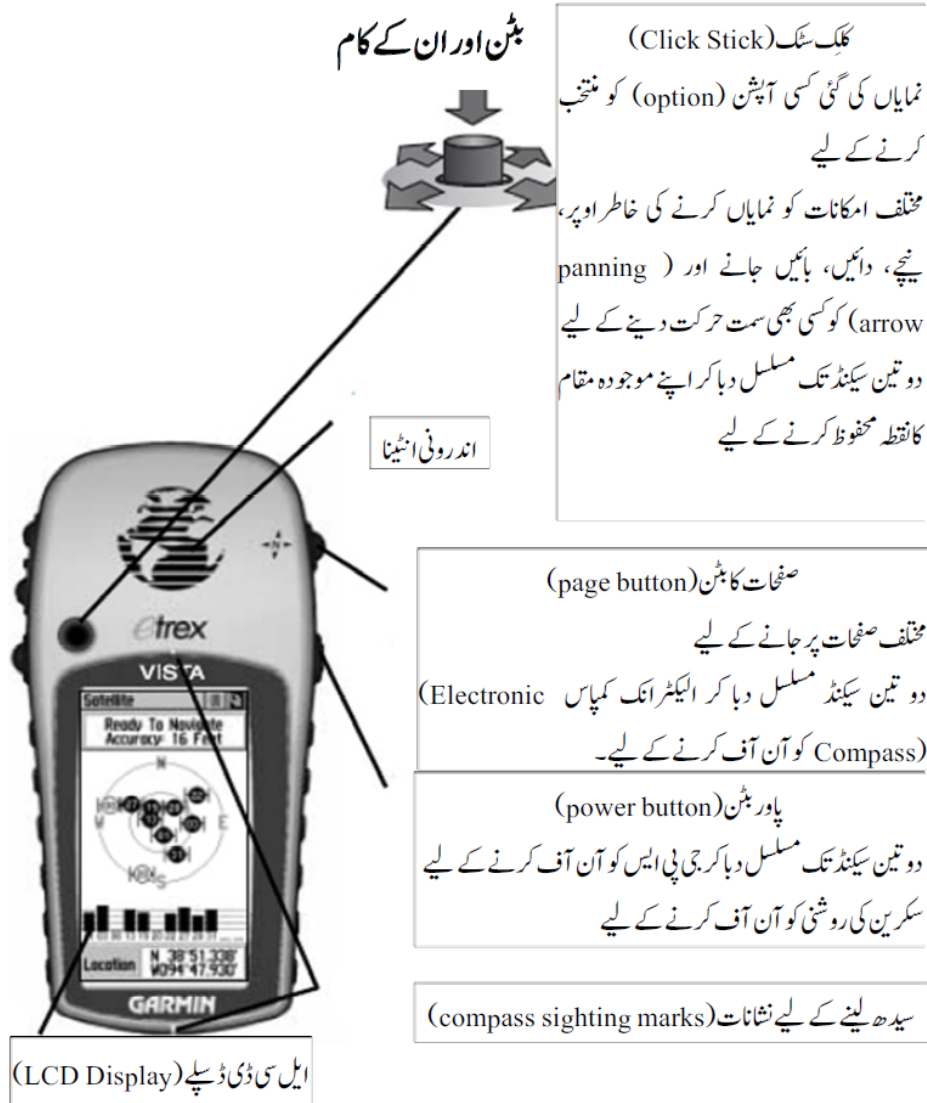 بٹن اور ان کے کام
کلِک سٹک (Click Stick)
نمایاں کی گئی کسی آپشن (option) کو منتخب
کرنے کے لیے
مختلف امکانات کو نمایاں کرنے کی خاطر اوپر،
نیچے، دائیں، بائیں جانے اور ( panning
arrow) کو کسی بھی سمت حرکت دینے کے لیے
دو تین سیکنڈ تک مسلسل دبا کر اپنے موجودہ مقام
کا نقطہ محفوظ کرنے کے لیے
اندرونی انٹینا
صفحات کا بٹن (page button)
مختلف صفحات پر جانے کے لیے
دو تین سیکنڈ مسلسل دبا کر الیکٹرانک کمپاس Electronic)
(Compass کو آن آف کرنے کے لیے۔
پاور بٹن (power button)
دو تین سیکنڈ تک مسلسل دبا کر جی پی ایس کو آن آف کرنے کے لیے
سکرین کی روشنی کو آن آف کرنے کے لیے
سیدھ لینے کے لیے نشانات (compass sighting marks)
ایل سی ڈی ڈسپلے (LCD Display)
N
etrex
VISTA
Satellite
Ready To Navigate
Accuracy: 16 Feet
N
W
E
S
Location
N 38°51.338'
W094°47.930'
GARMIN